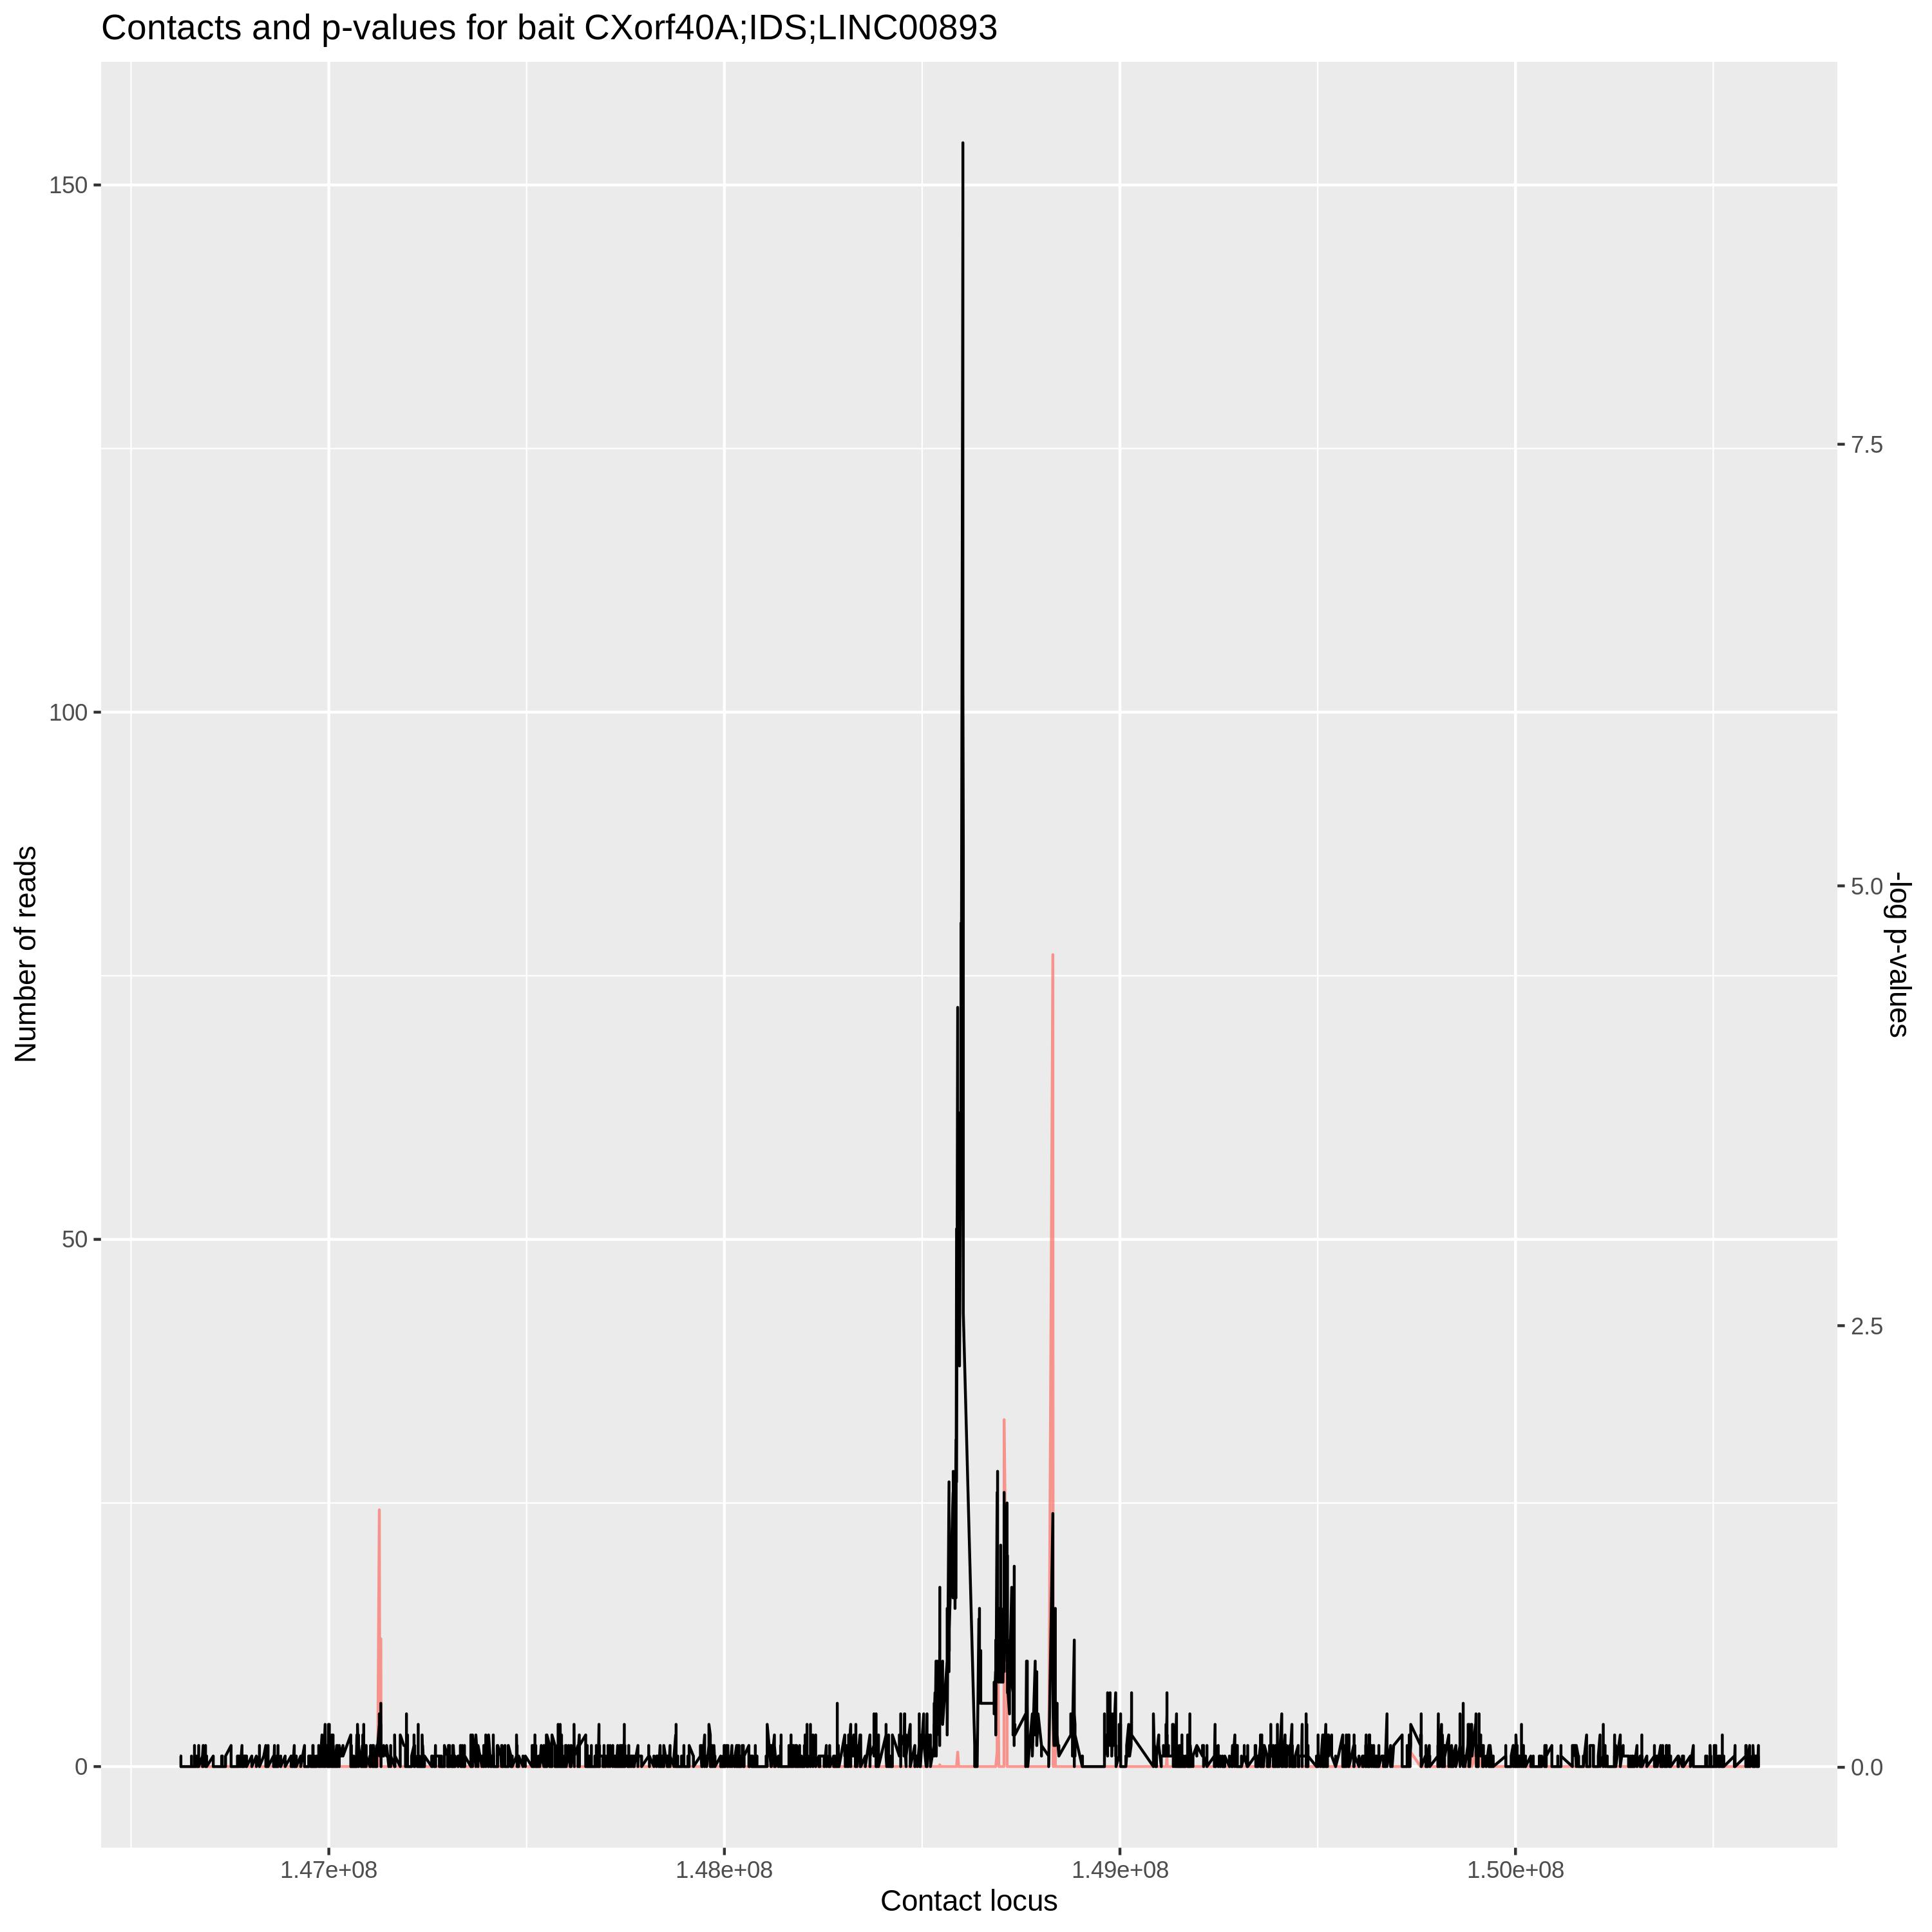 Contacts and p-values for bait CXorf40A;IDS;LINC00893
150
100
50
0
Number of reads
7.5
5.0
2.5
0.0
-log p-values
1.47e+08
1.48e+08
1.49e+08
1.50e+08
Contact locus